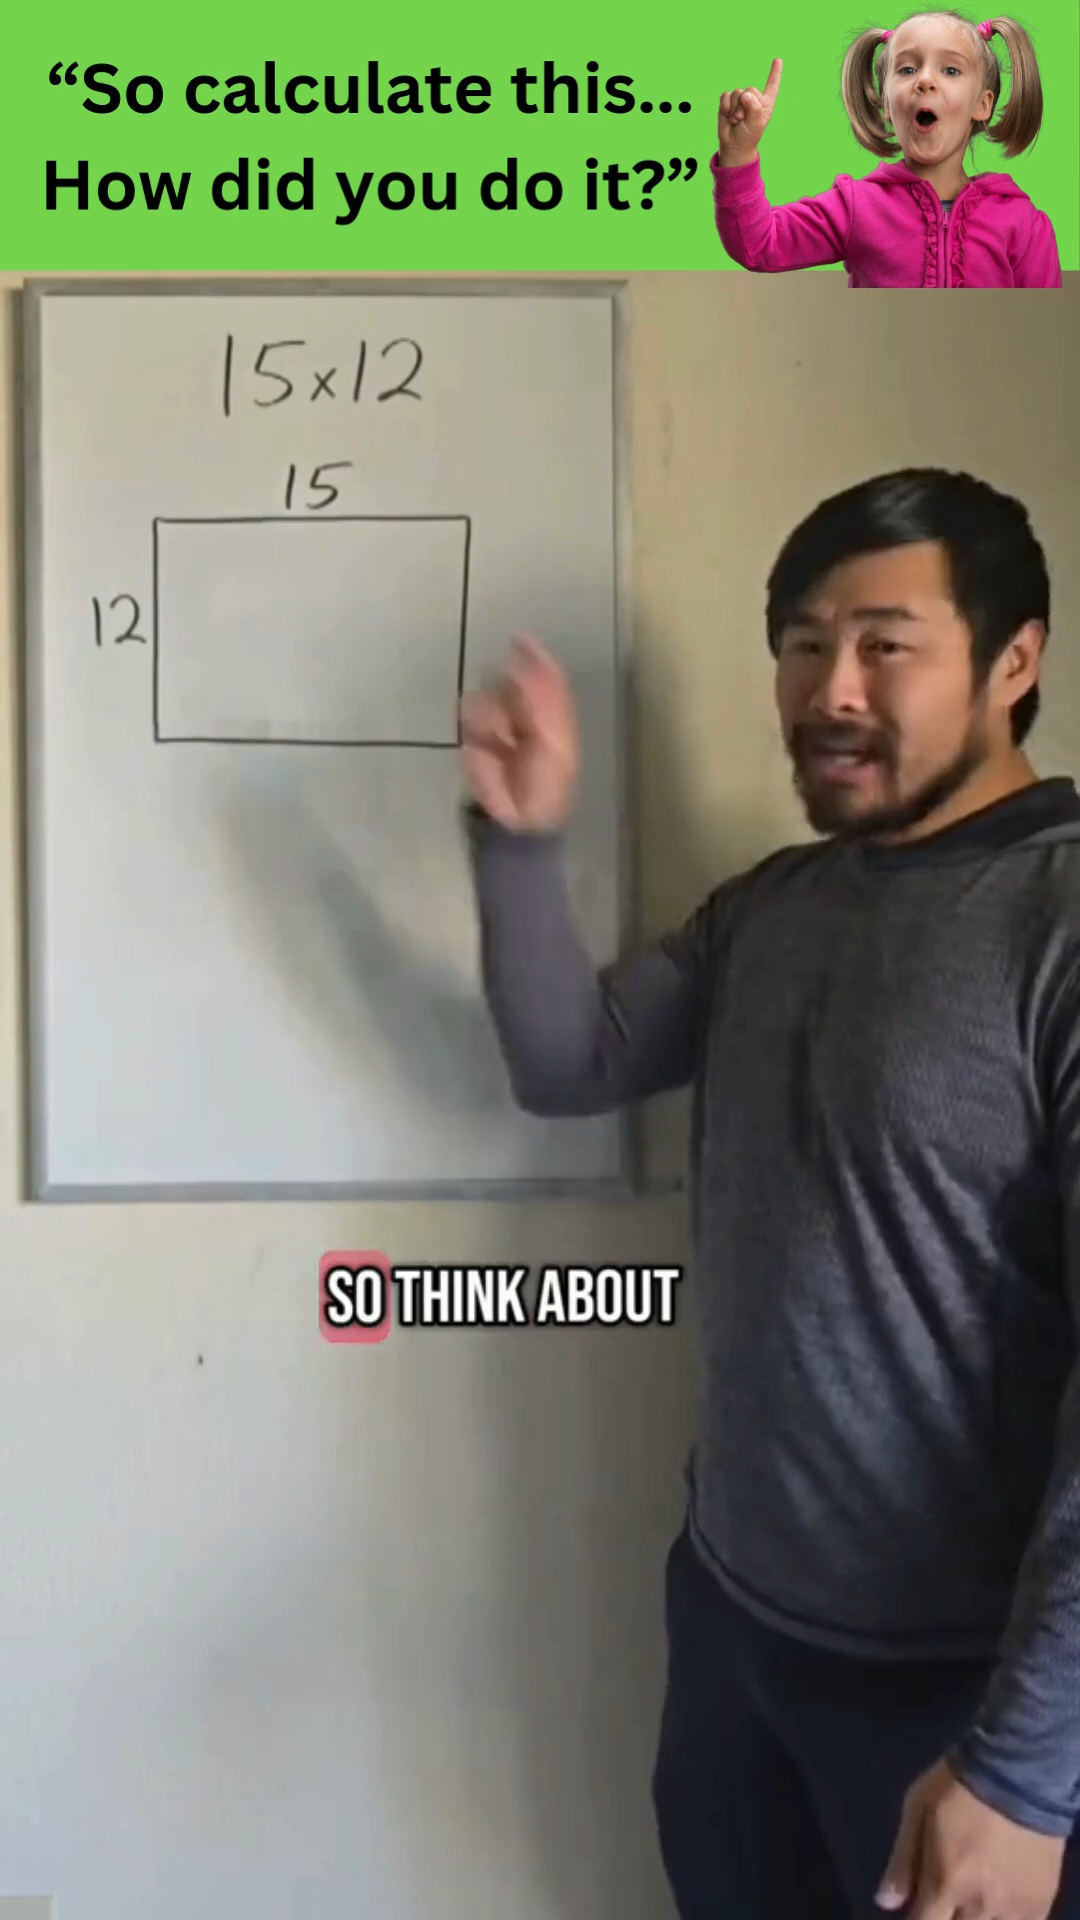 “So calculate this...
How did you do it?”
15x12
15
12
SO THINK ABOUT